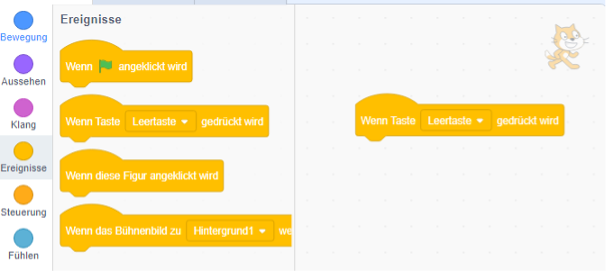 Ereignisse
Bewegung
Aussehen
Klang
Ereignisse
Steuerung
Fühlen
Wenn angeklickt wird
Wenn Taste Leertaste gedrückt wird
Wenn diese Figur angeklickt wird
Wenn das Bühnenbild zu Hintergrund1 we
Wenn Taste Leertaste gedrückt wird